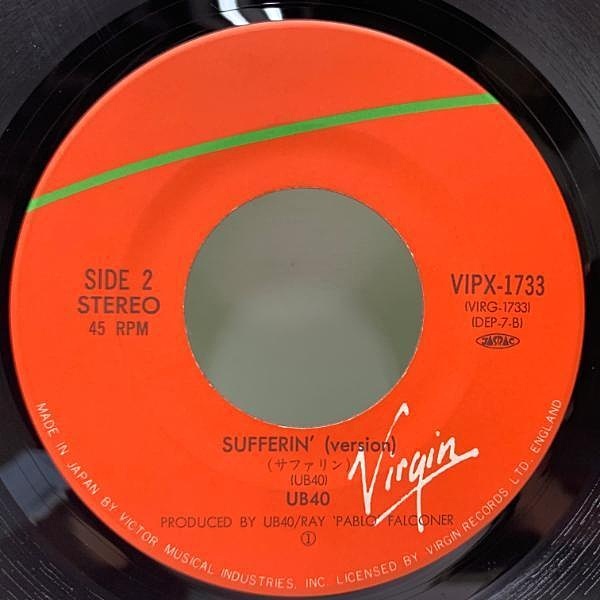 SIDE 2
STEREO
45 RPM
VIPX-1733
(VIRG-1733)
(DEP-7-B)
JASRAC
SUFFERIN' (version)
(サファリン)
(UB40)
UB40
Virgin
PRODUCED BY UB40/RAY 'PABLO' FALCONER
①
MADE IN JAPAN BY VICTOR MUSICAL INDUSTRIES, INC. LICENSED BY VIRGIN RECORDS LTD. ENGLAND